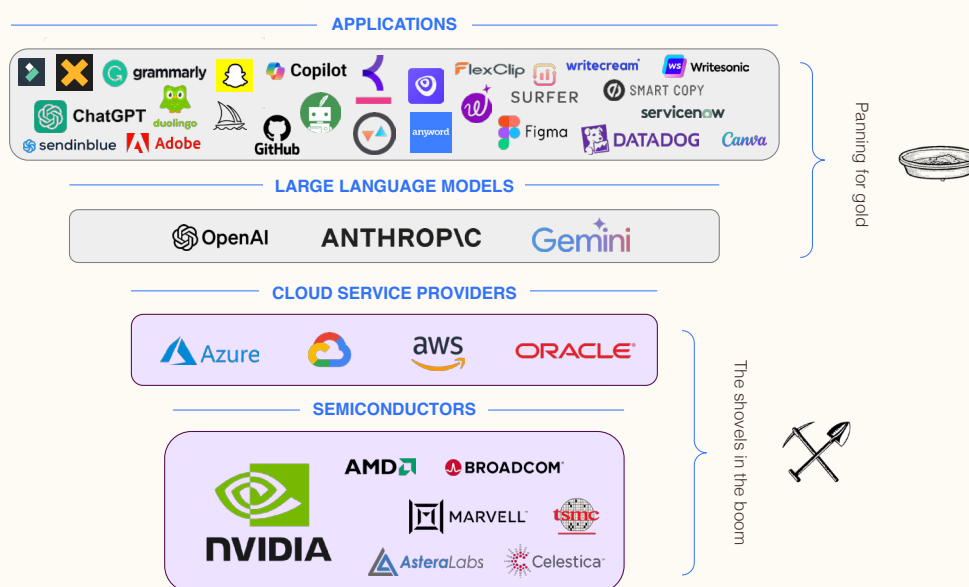 APPLICATIONS
grammarly
Copilot
FlexClip
writecream
WS Writesonic
SURFER
SMART COPY
ChatGPT
duolingo
servicenow
GitHub
anyword
Figma
sendinblue
Adobe
DATADOG
Canva
LARGE LANGUAGE MODELS
OpenAI
ANTHROP\C
Gemini
Panning for gold
CLOUD SERVICE PROVIDERS
Azure
aws
ORACLE
SEMICONDUCTORS
NVIDIA
AMD
BROADCOM
MARVELL
tsmc
AsteraLabs
Celestica
The shovels in the boom